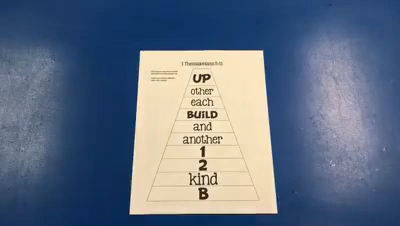 1 Thessalonians 5:11
UP
other
each
BUILD
and
another
1
2
kind
B